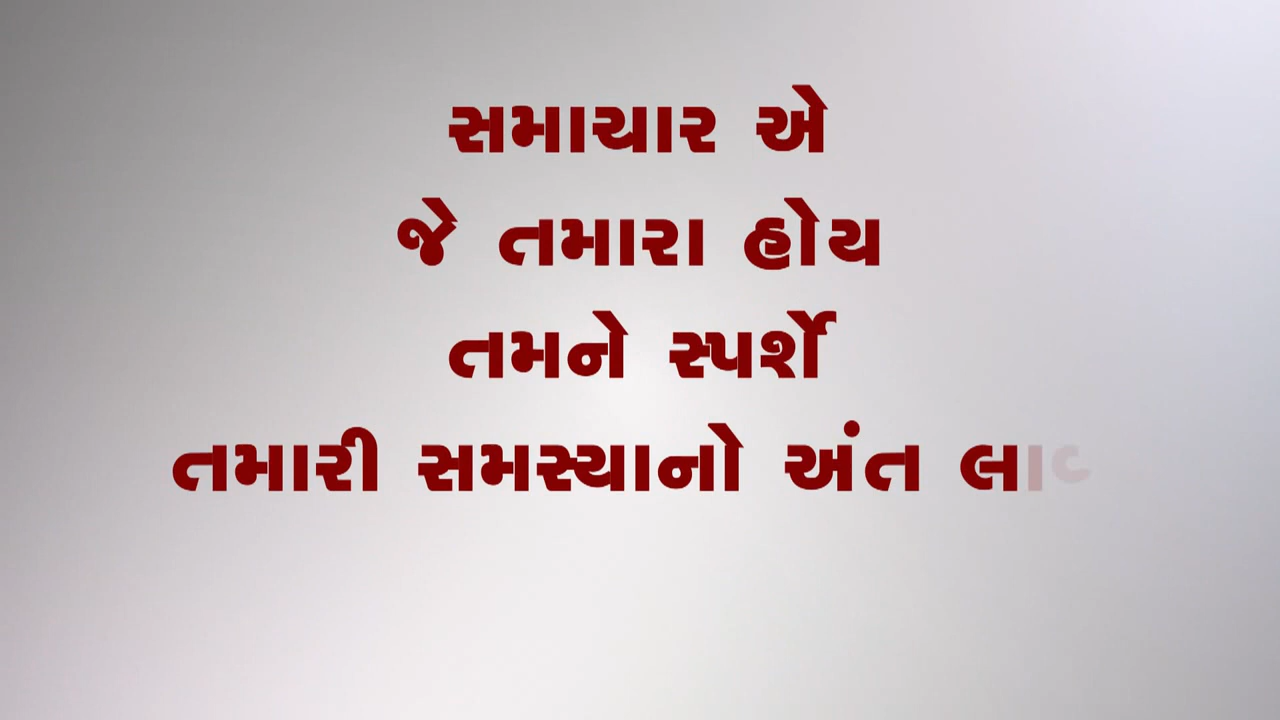 સમાચાર એ
જે તમારા હોય
તમને સ્પર્શે
તમારી સમસ્યાનો અંત